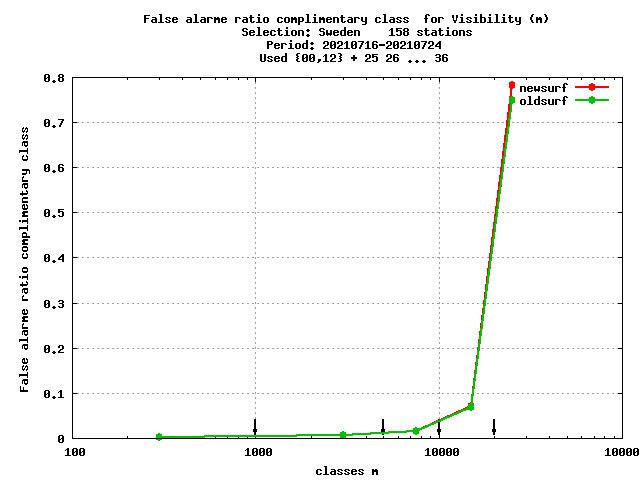 False alarme ratio complimentary class  for Visibility (m)
Selection: Sweden    158 stations
Period: 20210716-20210724
Used {00,12} + 25 26 ... 36
newsurf
oldsurf
False alarme ratio complimentary class
0.8
0.7
0.6
0.5
0.4
0.3
0.2
0.1
0
100 1000 10000 10000
classes m